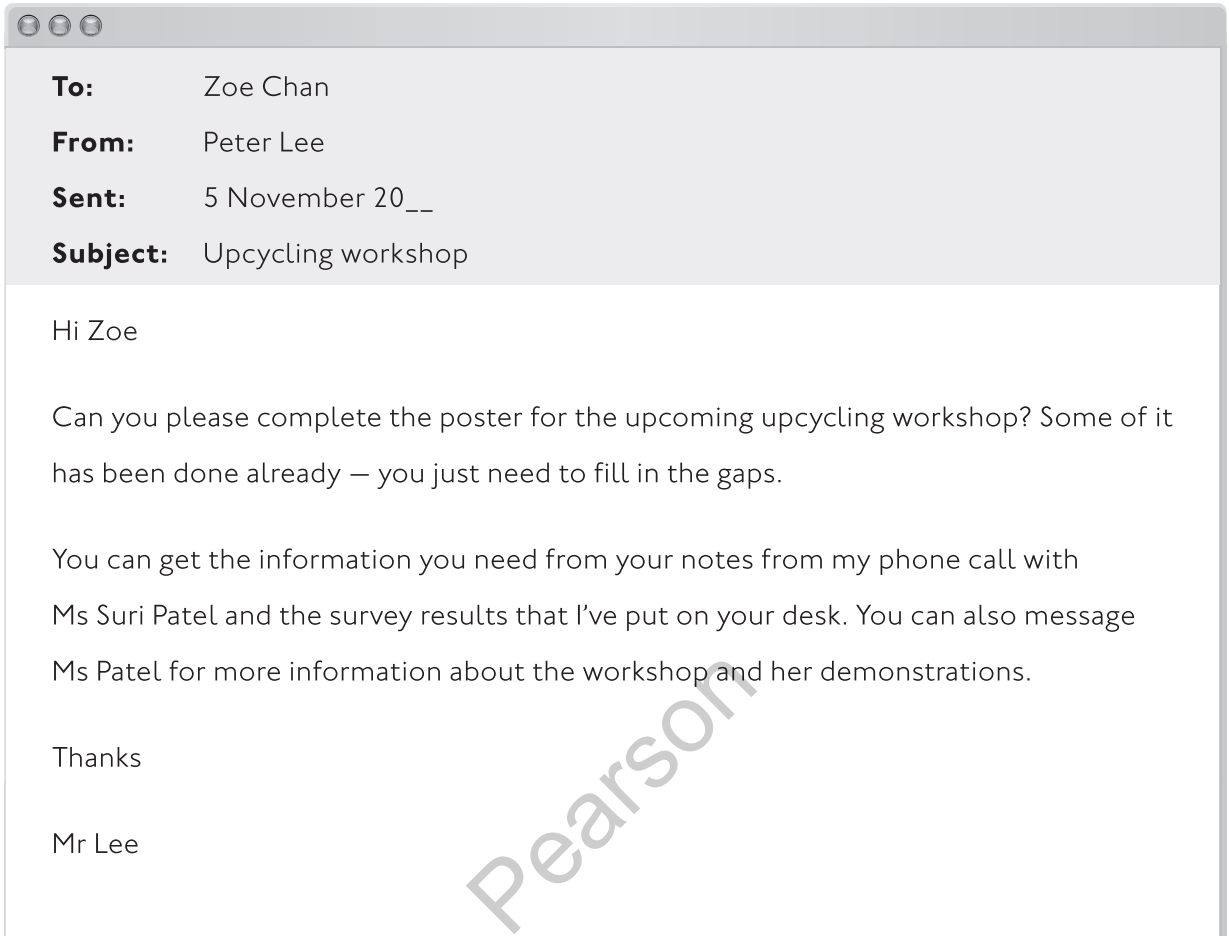 To: Zoe Chan
From: Peter Lee
Sent: 5 November 20__
Subject: Upcycling workshop
Hi Zoe
Can you please complete the poster for the upcoming upcycling workshop? Some of it
has been done already – you just need to fill in the gaps.
You can get the information you need from your notes from my phone call with
Ms Suri Patel and the survey results that I’ve put on your desk. You can also message
Ms Patel for more information about the workshop and her demonstrations.
Thanks
Mr Lee
Pearson